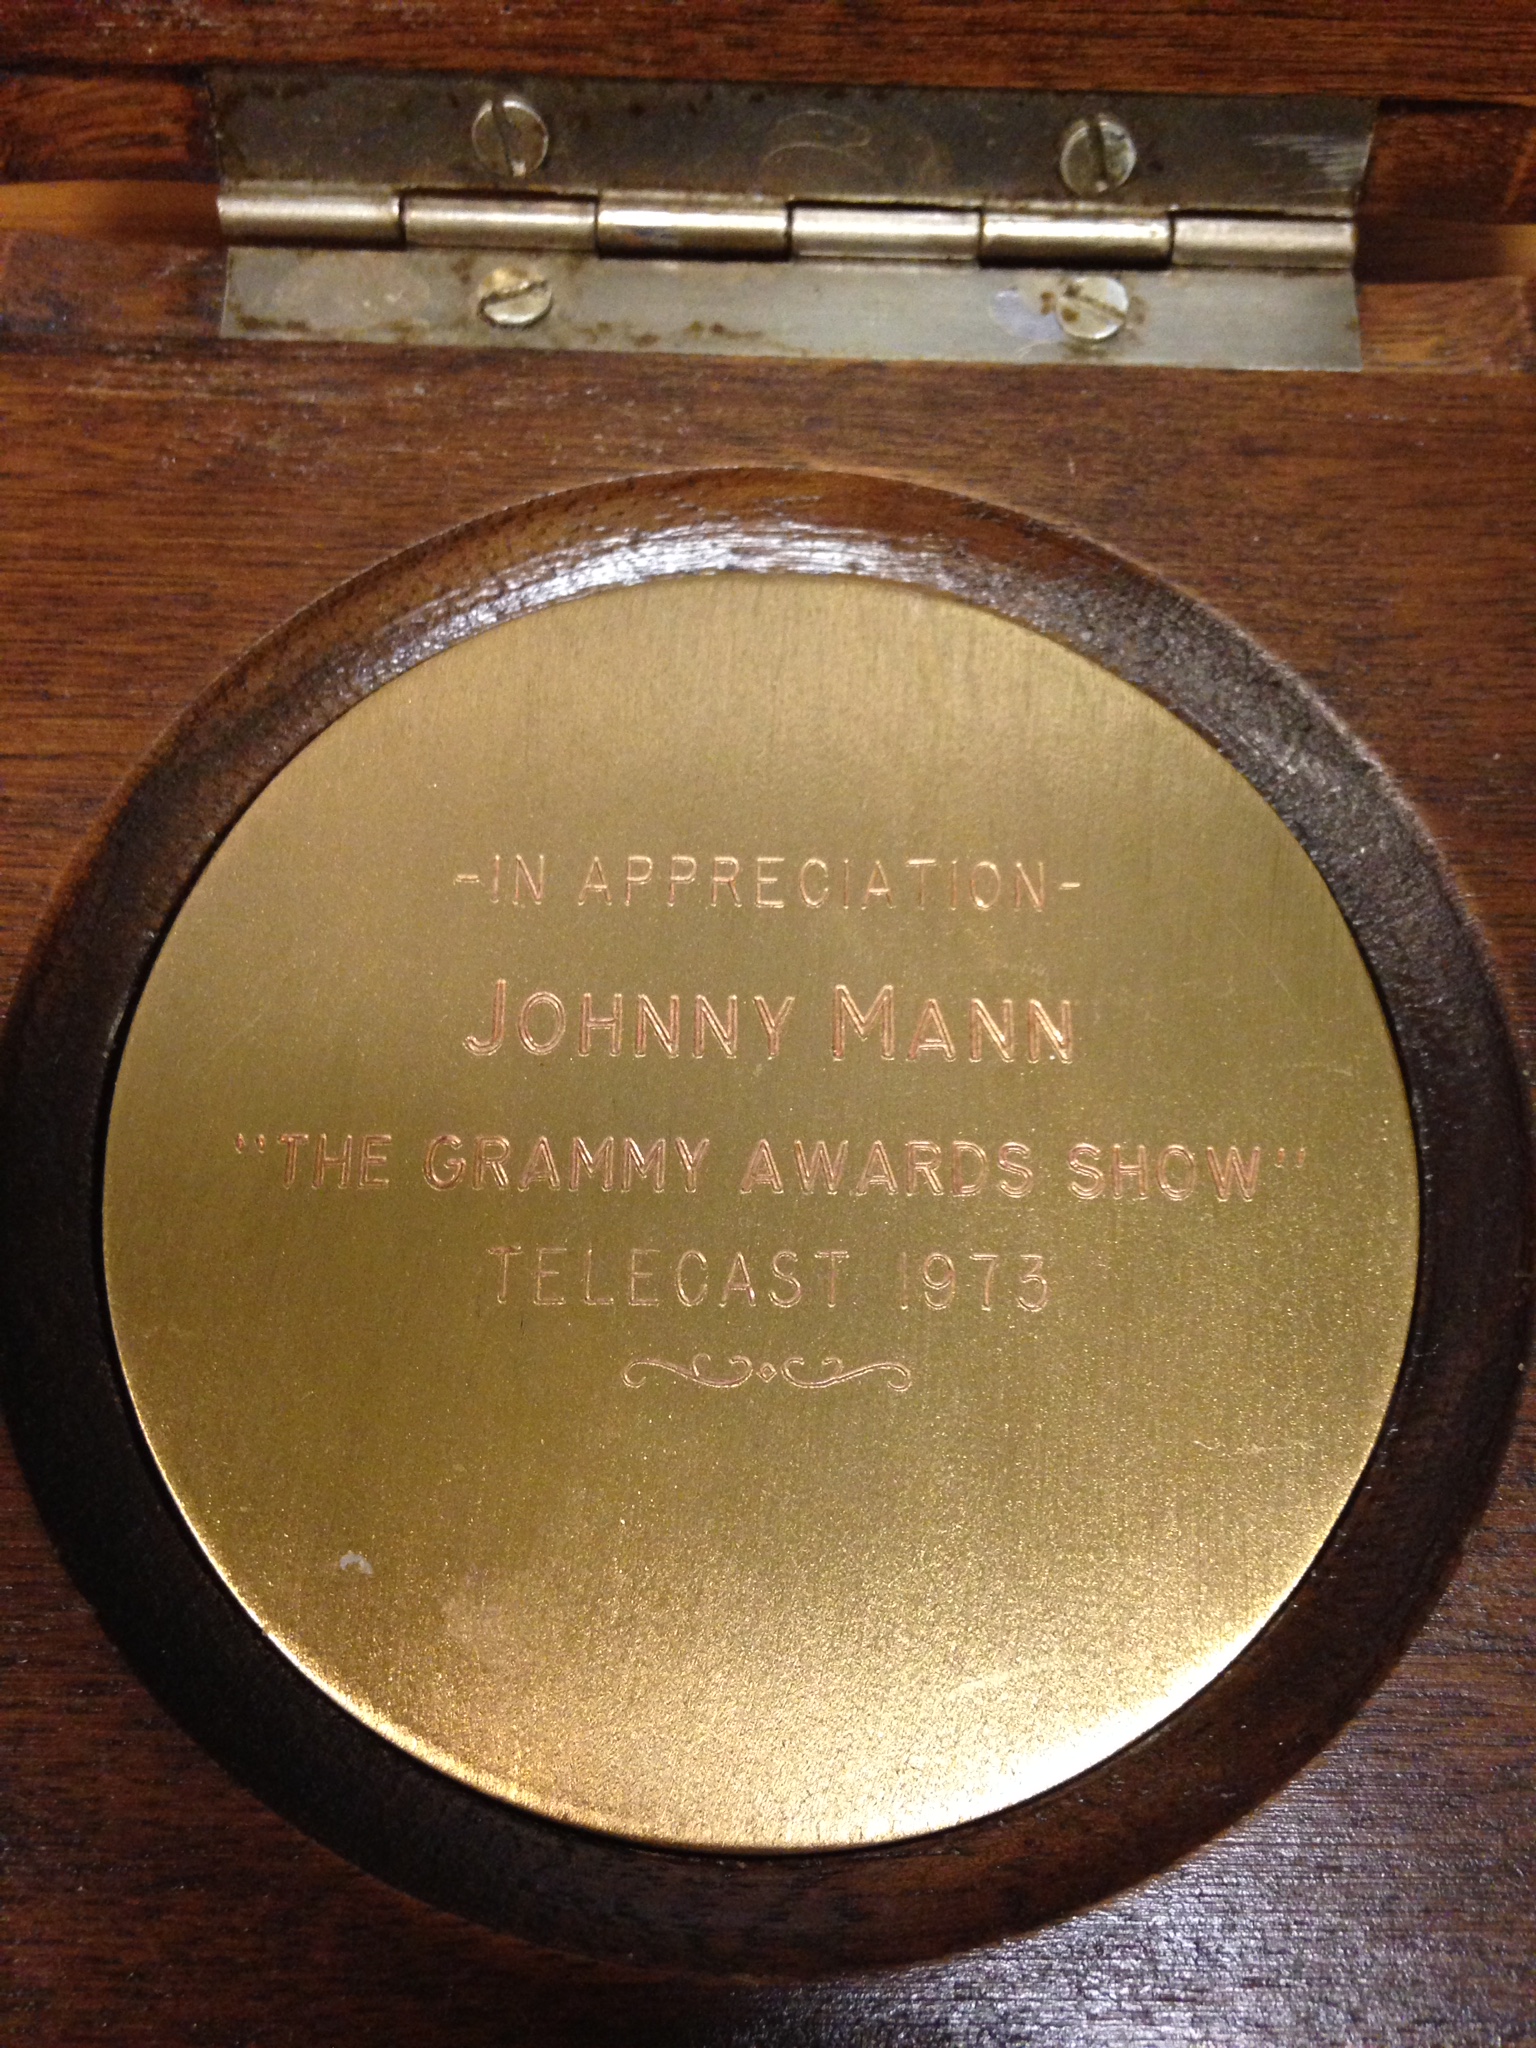 -IN APPRECIATION-
JOHNNY MANN
"THE GRAMMY AWARDS SHOW"
TELECAST 1973